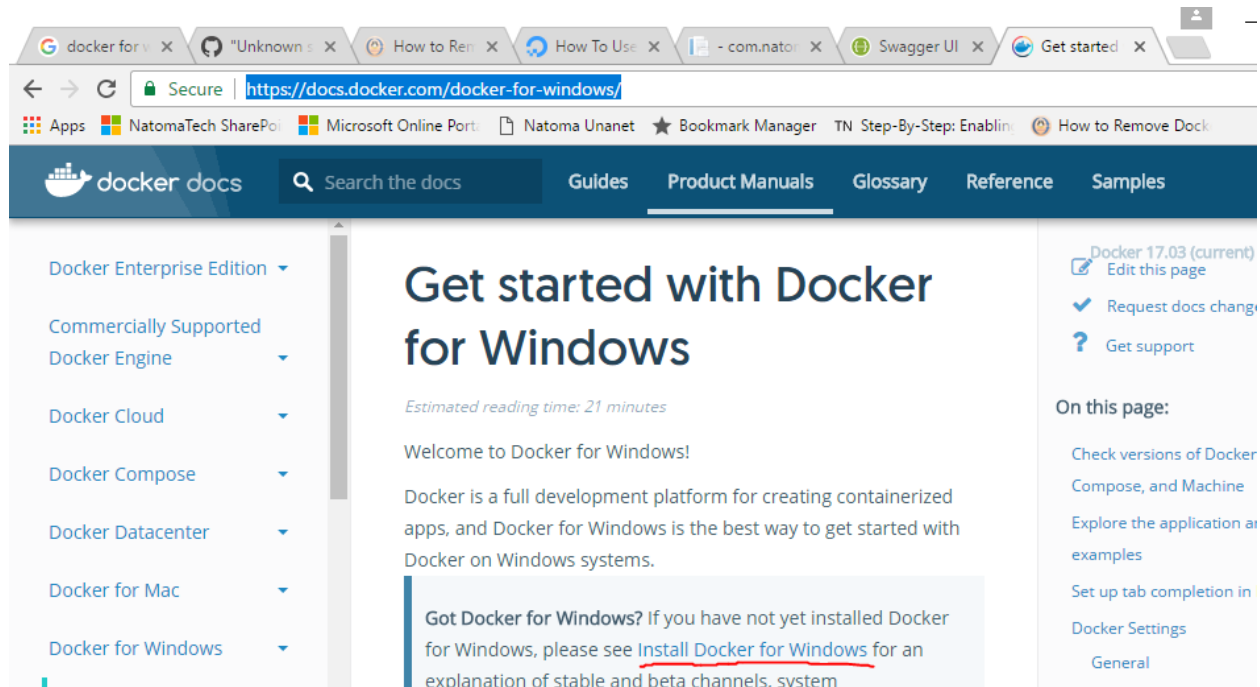 docker for w
"Unknown s
How to Ren
How To Use
- com.nator
Swagger UI
Get started
Secure
https://docs.docker.com/docker-for-windows/
Apps
NatomaTech SharePoi
Microsoft Online Porta
Natoma Unanet
Bookmark Manager
TN Step-By-Step: Enabling
How to Remove Dock
docker docs
Search the docs
Guides
Product Manuals
Glossary
Reference
Samples
Docker Enterprise Edition
Commercially Supported
Docker Engine
Docker Cloud
Docker Compose
Docker Datacenter
Docker for Mac
Docker for Windows
Get started with Docker
for Windows
Estimated reading time: 21 minutes
Welcome to Docker for Windows!
Docker is a full development platform for creating containerized
apps, and Docker for Windows is the best way to get started with
Docker on Windows systems.
Got Docker for Windows? If you have not yet installed Docker
for Windows, please see Install Docker for Windows for an
explanation of stable and beta channels, system
Docker 17.03 (current)
Edit this page
Request docs change
? Get support
On this page:
Check versions of Docker
Compose, and Machine
Explore the application an
examples
Set up tab completion in
Docker Settings
General